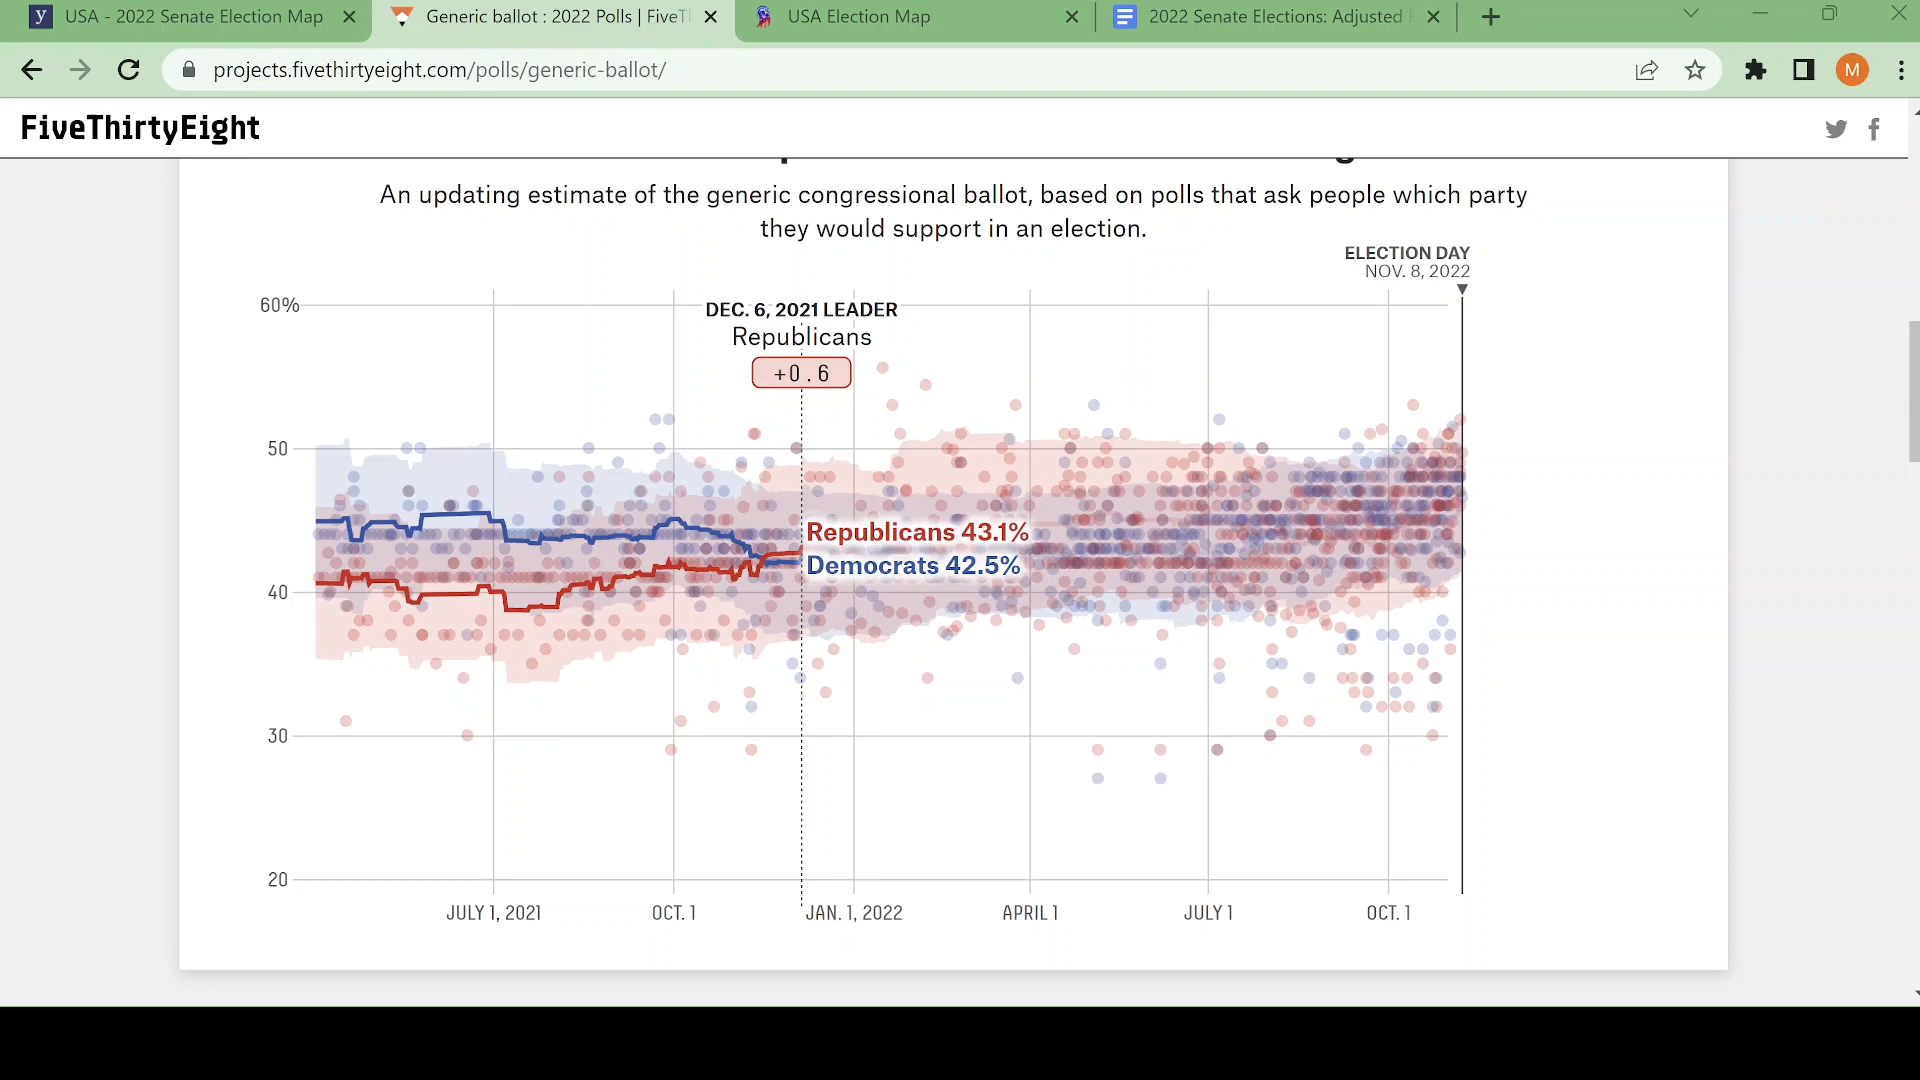 y USA - 2022 Senate Election Map
Generic ballot : 2022 Polls | FiveT
USA Election Map
2022 Senate Elections: Adjusted
projects.fivethirtyeight.com/polls/generic-ballot/
M
FiveThirtyEight
An updating estimate of the generic congressional ballot, based on polls that ask people which party
they would support in an election.
ELECTION DAY
NOV. 8, 2022
60%
DEC. 6, 2021 LEADER
Republicans
+0.6
50
Republicans 43.1%
Democrats 42.5%
40
30
20
JULY 1, 2021
OCT. 1
JAN. 1, 2022
APRIL 1
JULY 1
OCT. 1